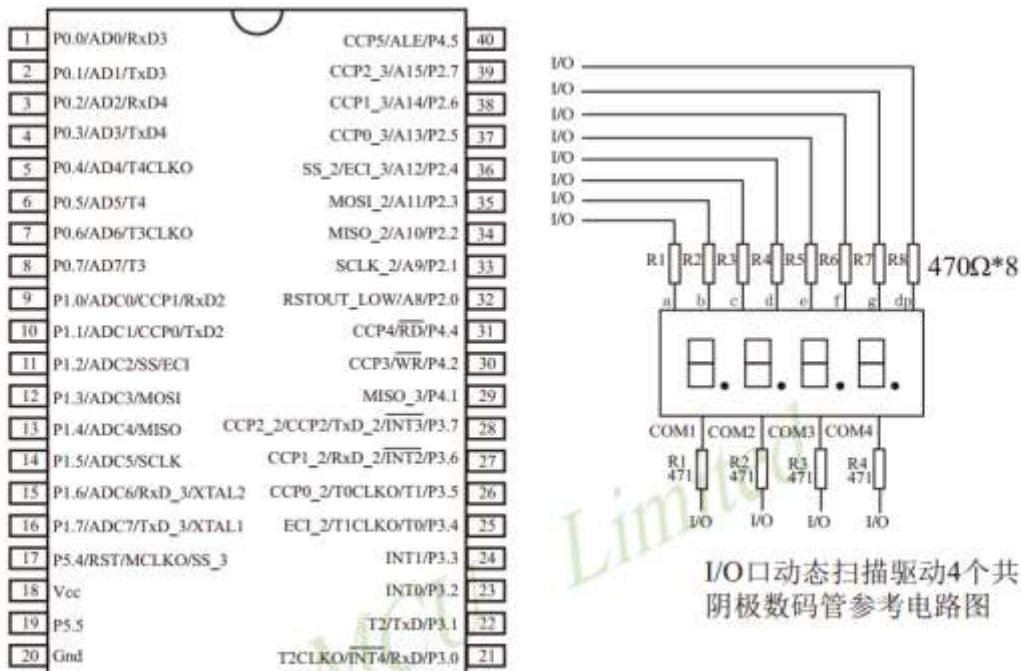 1 P0.0/AD0/RxD3
2 P0.1/AD1/TxD3
3 P0.2/AD2/RxD4
4 P0.3/AD3/TxD4
5 P0.4/AD4/T4CLKO
6 P0.5/AD5/T4
7 P0.6/AD6/T3CLKO
8 P0.7/AD7/T3
9 P1.0/ADC0/CCP1/RxD2
10 P1.1/ADC1/CCP0/TxD2
11 P1.2/ADC2/SS/ECI
12 P1.3/ADC3/MOSI
13 P1.4/ADC4/MISO
14 P1.5/ADC5/SCLK
15 P1.6/ADC6/RxD_3/XTAL2
16 P1.7/ADC7/TxD_3/XTAL1
17 P5.4/RST/MCLKO/SS_3
18 Vcc
19 P5.5
20 Gnd
CCP5/ALE/P4.5 40
CCP2_3/A15/P2.7 39
CCP1_3/A14/P2.6 38
CCP0_3/A13/P2.5 37
SS_2/ECI_3/A12/P2.4 36
MOSI_2/A11/P2.3 35
MISO_2/A10/P2.2 34
SCLK_2/A9/P2.1 33
RSTOUT_LOW/A8/P2.0 32
CCP4/RD/P4.4 31
CCP3/WR/P4.2 30
MISO_3/P4.1 29
CCP2_2/CCP2/TxD_2/INT3/P3.7 28
CCP1_2/RxD_2/INT2/P3.6 27
CCP0_2/T0CLKO/T1/P3.5 26
ECI_2/T1CLKO/T0/P3.4 25
INT1/P3.3 24
INT0/P3.2 23
T2/TxD/P3.1 22
T2CLKO/INT4/RxD/P3.0 21
I/O
I/O
I/O
I/O
I/O
I/O
I/O
I/O
R1 R2 R3 R4 R5 R6 R7 R8 470Ω*8
a b c d e f g dp
8. 8. 8. 8.
COM1 COM2 COM3 COM4
R1 R2 R3 R4
471 471 471 471
I/O I/O I/O I/O
I/O口动态扫描驱动4个共
阴极数码管参考电路图
MCU Limited